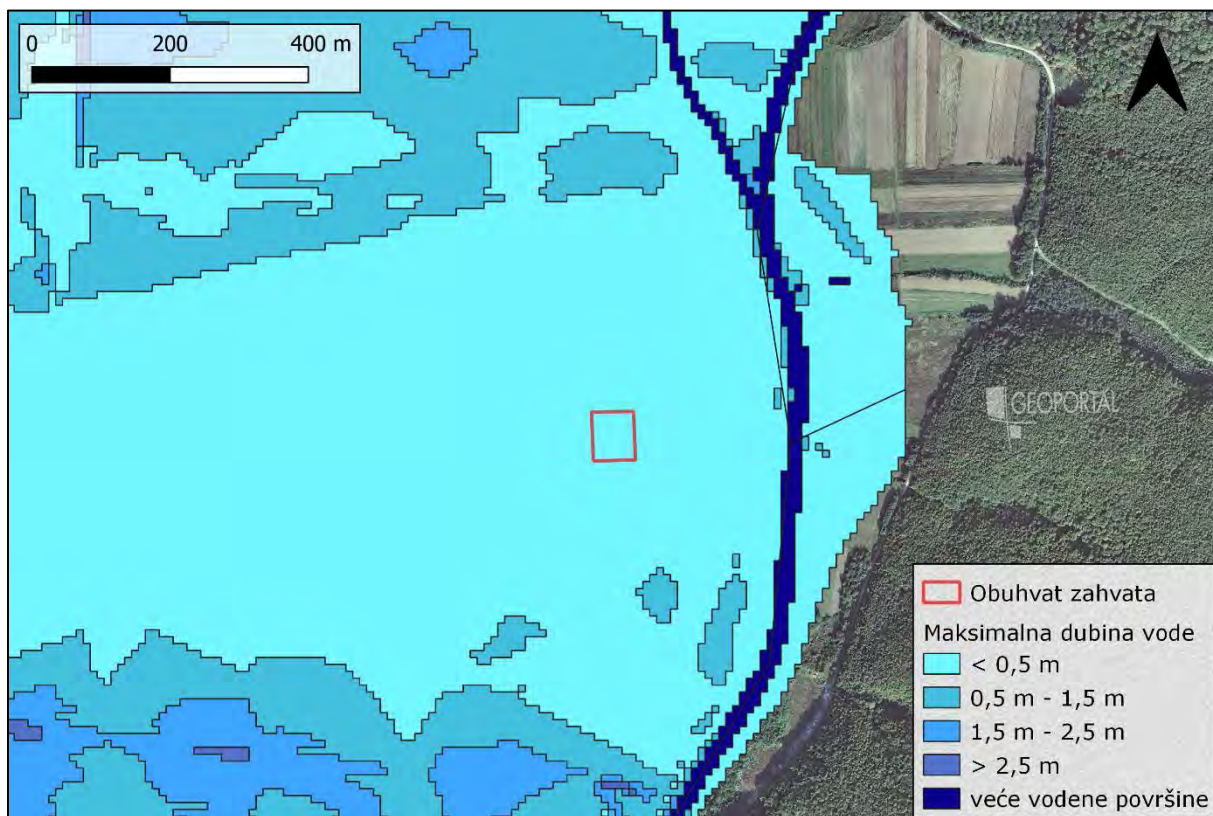 0 200 400 m
GEOPORTAL
Obuhvat zahvata
Maksimalna dubina vode
< 0,5 m
0,5 m - 1,5 m
1,5 m - 2,5 m
> 2,5 m
veće vodene površine